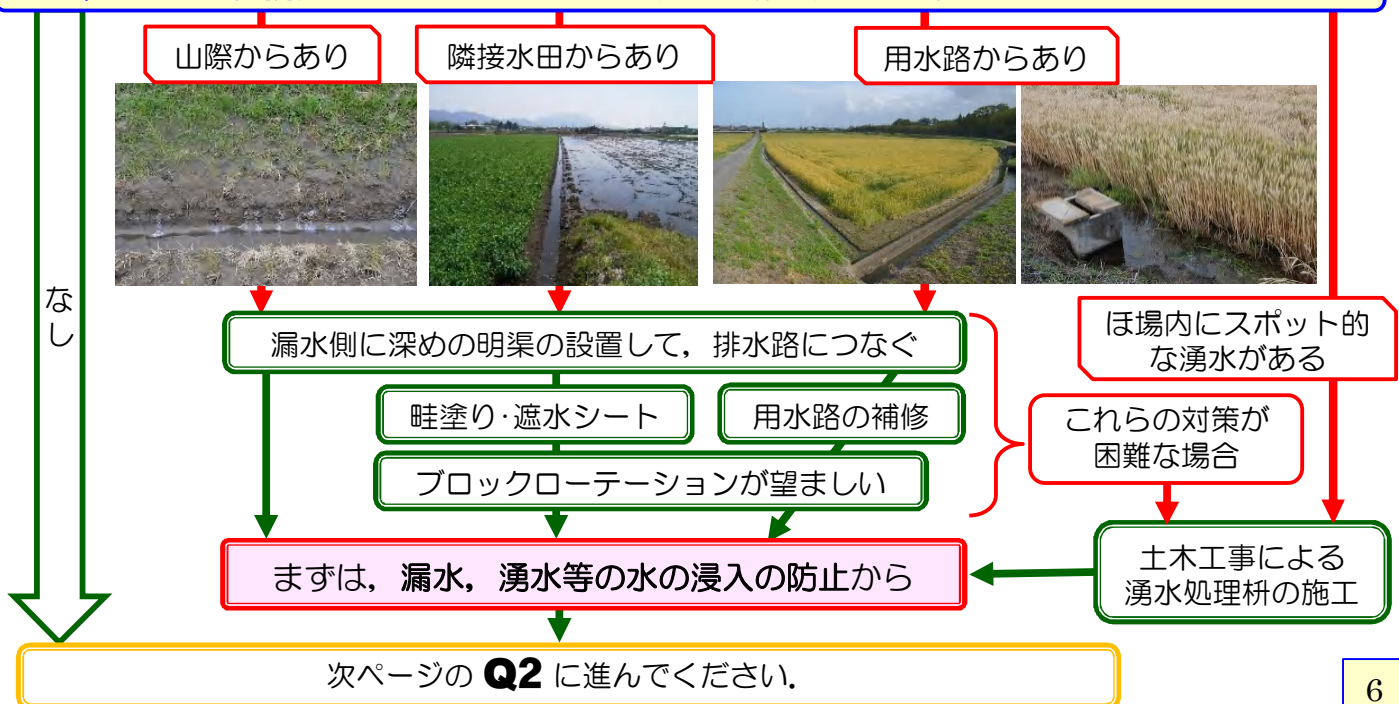 山際からあり
隣接水田からあり
用水路からあり
なし
漏水側に深めの明渠の設置して，排水路につなぐ
ほ場内にスポット的
な湧水がある
畦塗り･遮水シート
用水路の補修
これらの対策が
困難な場合
ブロックローテーションが望ましい
まずは，漏水，湧水等の水の浸入の防止から
土木工事による
湧水処理枡の施工
次ページの Q2 に進んでください．
6